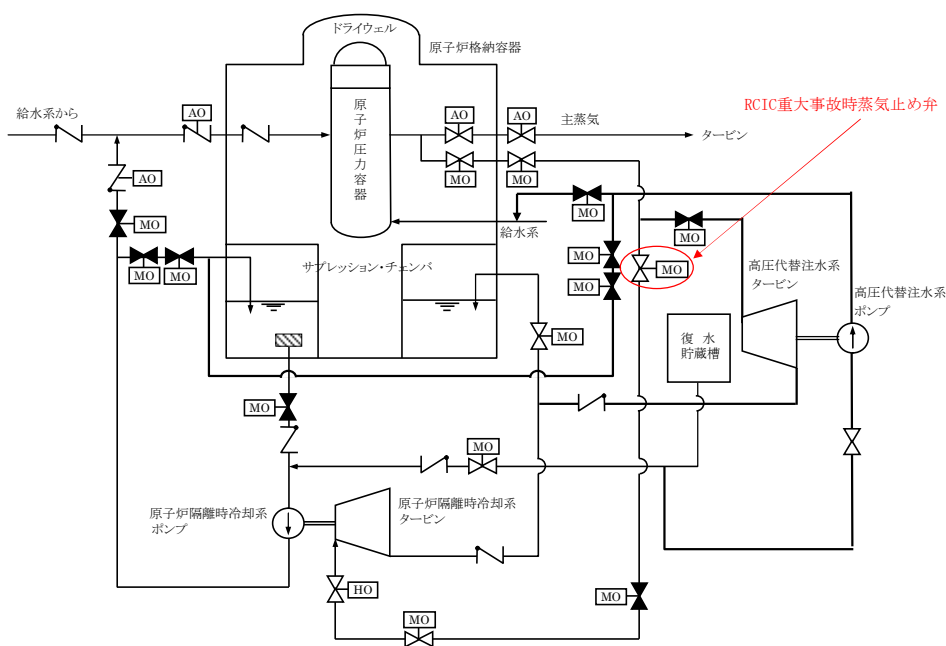 ドライウェル
原子炉格納容器
RCIC重大事故時蒸気止め弁
給水系から
AO
AO
AO
主蒸気
タービン
原子炉圧力容器
MO
MO
AO
MO
MO
給水系
MO
MO
MO
サプレッション・チェンバ
MO
MO
高圧代替注水系
タービン
高圧代替注水系
ポンプ
MO
MO
復 水
貯蔵槽
MO
MO
原子炉隔離時冷却系
ポンプ
原子炉隔離時冷却系
タービン
HO
MO
MO